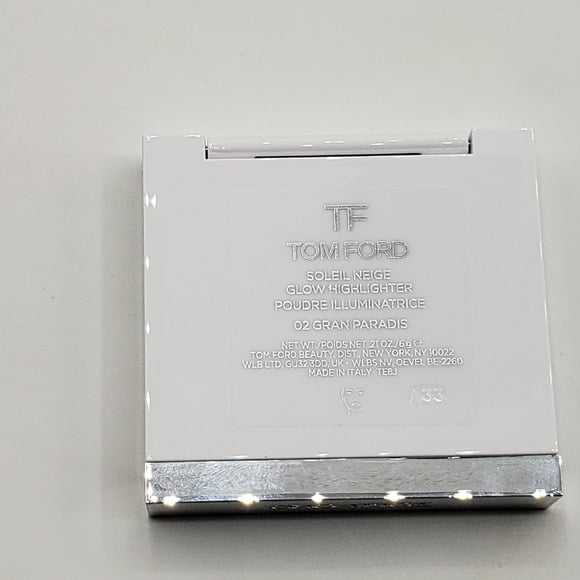 TF
TOM FORD
SOLEIL NEIGE
GLOW HIGHLIGHTER
POUDRE ILLUMINATRICE
02 GRAN PARADIS
NET WT./POIDS NET .21 OZ./6 g ℮
TOM FORD BEAUTY, DIST., NEW YORK, NY 10022
WLB LTD, GU32 3DD, UK • WLBS NV, OEVEL BE-2260
MADE IN ITALY TE8J
A33